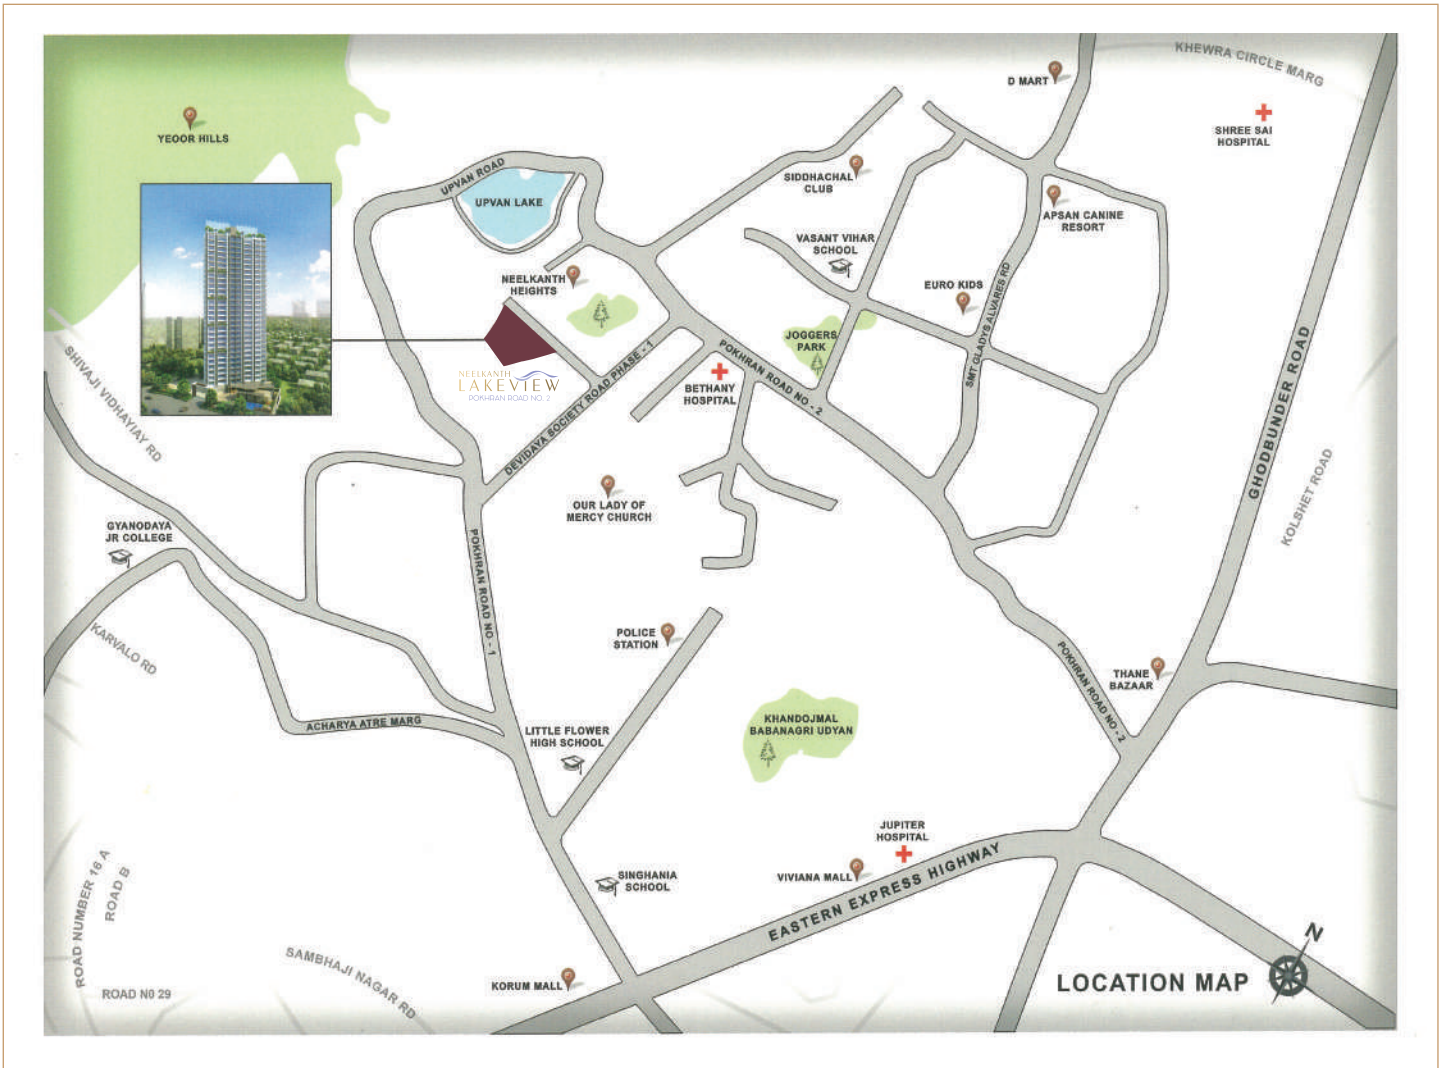 KHEWRA CIRCLE MARG
D MART
SHREE SAI
HOSPITAL
YEOOR HILLS
UPVAN ROAD
UPVAN LAKE
SIDDHACHAL
CLUB
APSAN CANINE
RESORT
VASANT VIHAR
SCHOOL
NEELKANTH
HEIGHTS
EURO KIDS
SMT GLADYS ALVARES RD
JOGGERS
PARK
POKHRAN ROAD NO - 2
GHODBUNDER ROAD
SHIVAJI VIDHAYIAY RD
NEELKANTH
LAKEVIEW
POKHRAN ROAD NO. 2
DEVIDAYA SOCIETY ROAD PHASE - 1
BETHANY
HOSPITAL
KOLSHET ROAD
OUR LADY OF
MERCY CHURCH
GYANODAYA
JR COLLEGE
POKHRAN ROAD NO - 1
KARVALO RD
POLICE
STATION
POKHRAN ROAD NO - 2
THANE
BAZAAR
ACHARYA ATRE MARG
LITTLE FLOWER
HIGH SCHOOL
KHANDOJMAL
BABANAGRI UDYAN
JUPITER
HOSPITAL
VIVIANA MALL
EASTERN EXPRESS HIGHWAY
SINGHANIA
SCHOOL
ROAD NUMBER 16 A
ROAD B
SAMBHAJI NAGAR RD
ROAD N0 29
KORUM MALL
N
LOCATION MAP